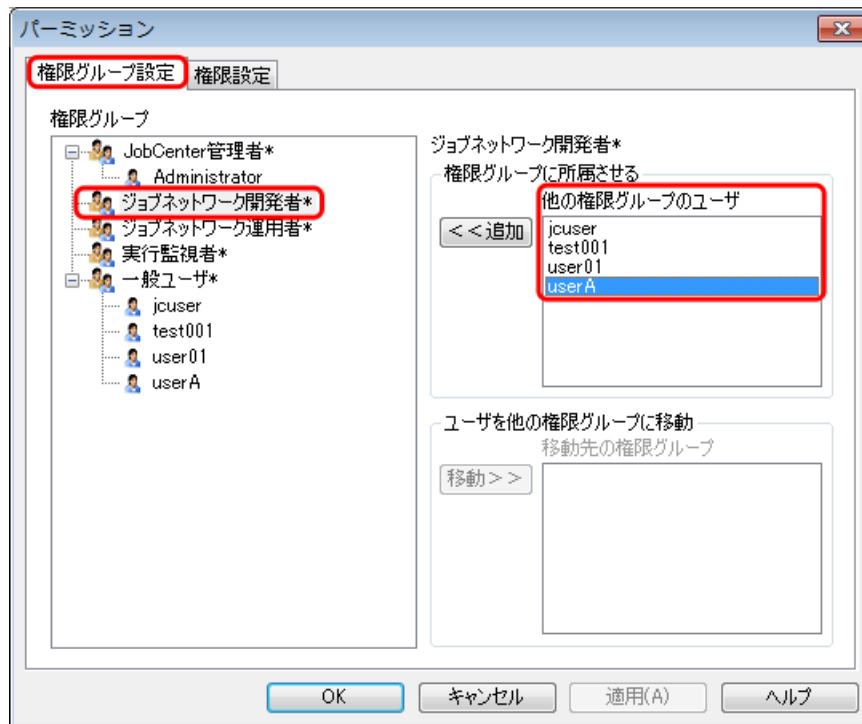 パーミッション
権限グループ設定
権限設定
権限グループ
JobCenter管理者*
Administrator
ジョブネットワーク開発者*
ジョブネットワーク運用者*
実行監視者*
一般ユーザ*
jcuser
test001
user01
userA
ジョブネットワーク開発者*
権限グループに所属させる
他の権限グループのユーザ
<<追加
jcuser
test001
user01
userA
ユーザを他の権限グループに移動
移動先の権限グループ
移動>>
OK
キャンセル
適用(A)
ヘルプ